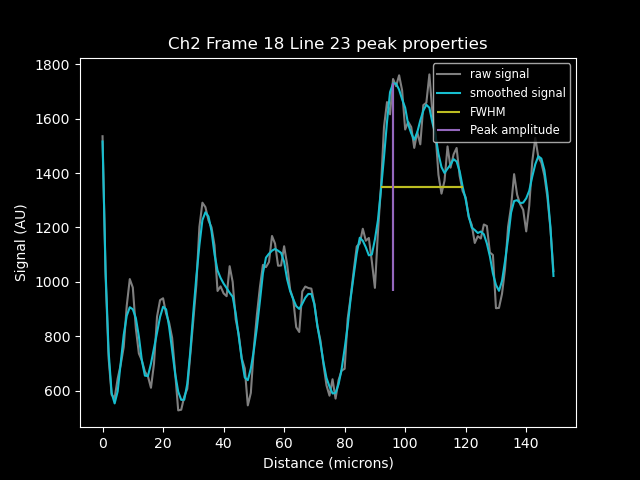 Ch2 Frame 18 Line 23 peak properties
raw signal
smoothed signal
FWHM
Peak amplitude
Signal (AU)
1800
1600
1400
1200
1000
800
600
0 20 40 60 80 100 120 140
Distance (microns)